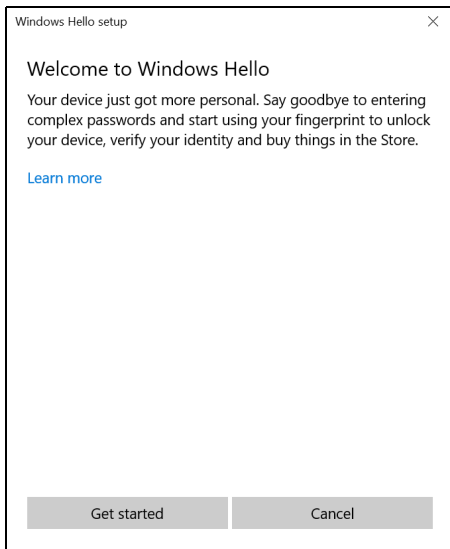 Windows Hello setup
Welcome to Windows Hello
Your device just got more personal. Say goodbye to entering
complex passwords and start using your fingerprint to unlock
your device, verify your identity and buy things in the Store.
Learn more
Get started
Cancel